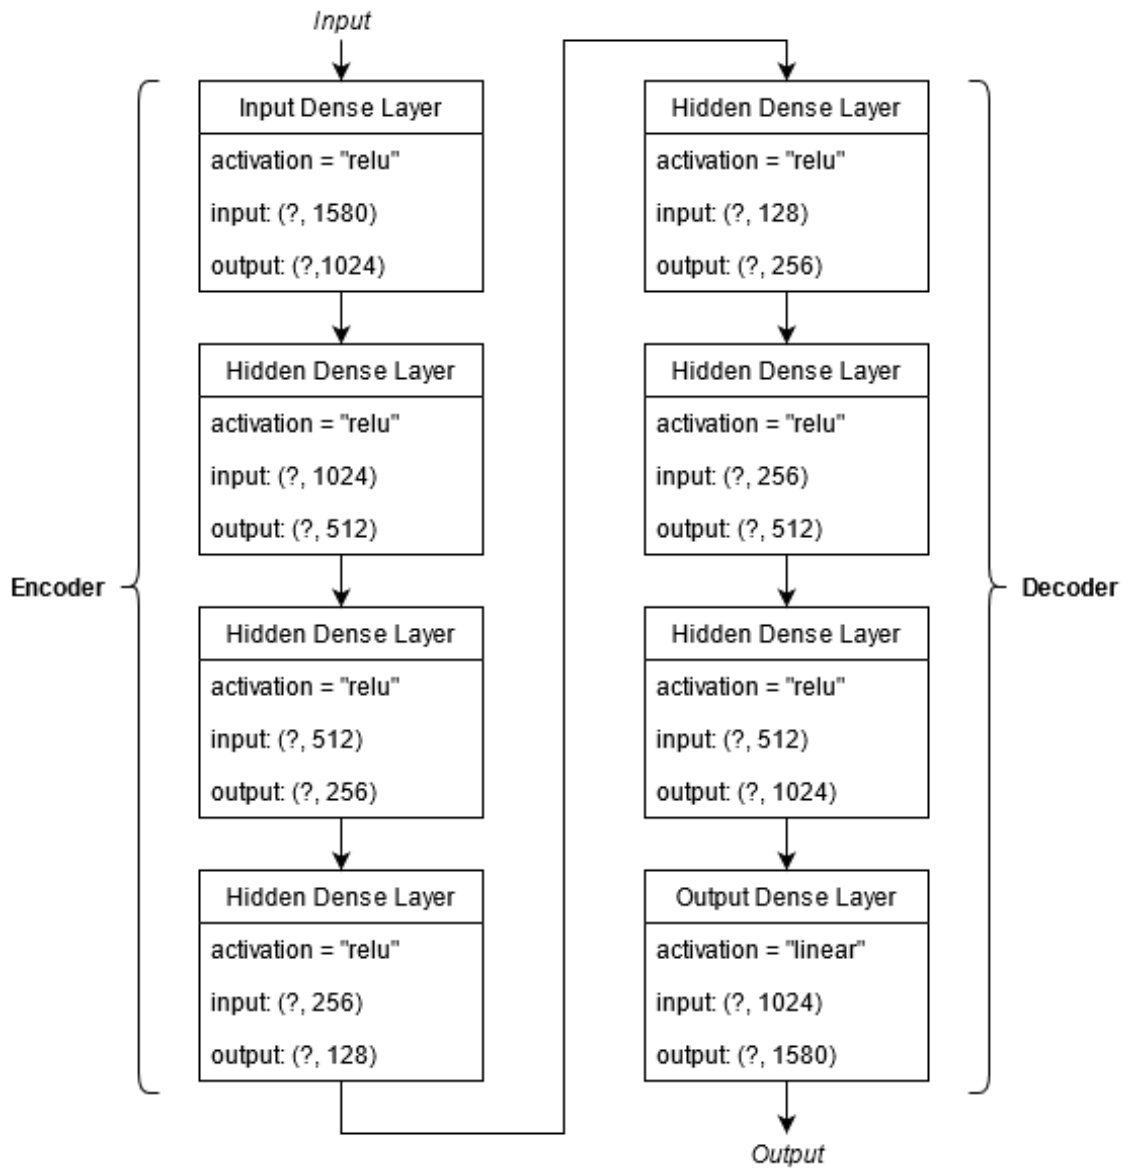 Input
Input Dense Layer
activation = "relu"
input: (?, 1580)
output: (?,1024)
Hidden Dense Layer
activation = "relu"
input: (?, 1024)
output: (?, 512)
Hidden Dense Layer
activation = "relu"
input: (?, 512)
output: (?, 256)
Hidden Dense Layer
activation = "relu"
input: (?, 256)
output: (?, 128)
Encoder
Hidden Dense Layer
activation = "relu"
input: (?, 128)
output: (?, 256)
Hidden Dense Layer
activation = "relu"
input: (?, 256)
output: (?, 512)
Hidden Dense Layer
activation = "relu"
input: (?, 512)
output: (?, 1024)
Output Dense Layer
activation = "linear"
input: (?, 1024)
output: (?, 1580)
Decoder
Output